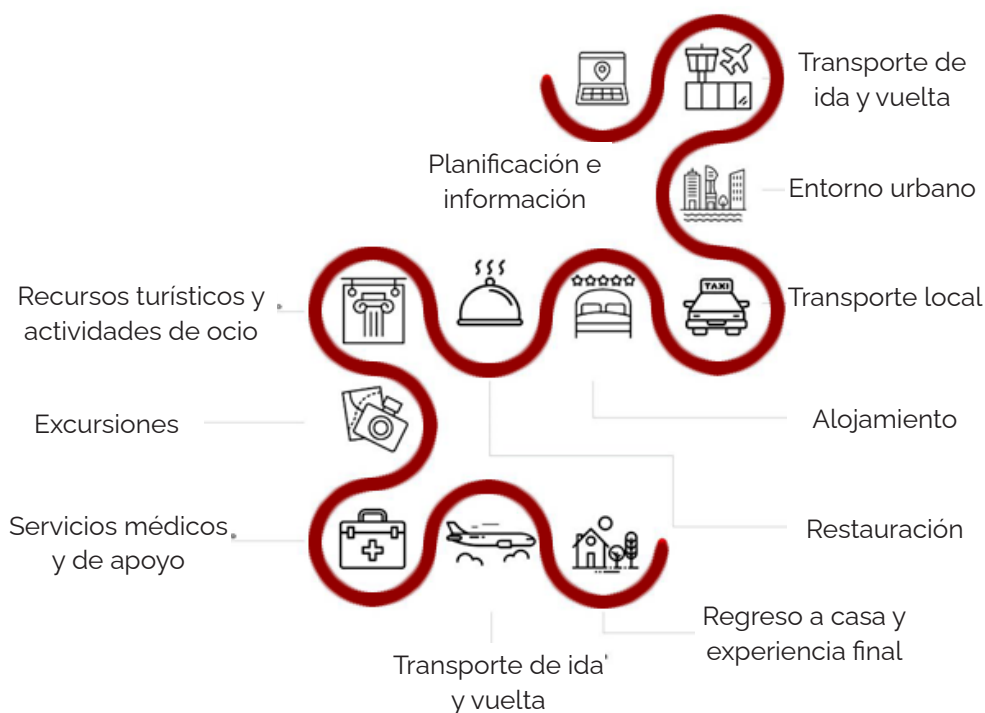 Transporte de
ida y vuelta
Planificación e
información
Entorno urbano
Recursos turísticos y
actividades de ocio
TAXI
Transporte local
Excursiones
Alojamiento
Servicios médicos
y de apoyo
Restauración
Regreso a casa y
experiencia final
Transporte de ida
y vuelta